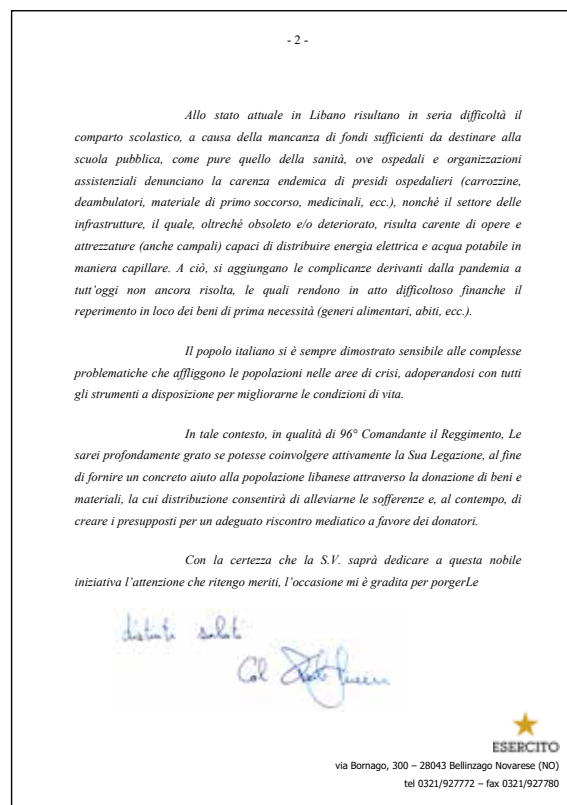 - 2 -
Allo stato attuale in Libano risultano in seria difficoltà il
comparto scolastico, a causa della mancanza di fondi sufficienti da destinare alla
scuola pubblica, come pure quello della sanità, ove ospedali e organizzazioni
assistenziali denunciano la carenza endemica di presidi ospedalieri (carrozzine,
deambulatori, materiale di primo soccorso, medicinali, ecc.), nonché il settore delle
infrastrutture, il quale, oltreché obsoleto e/o deteriorato, risulta carente di opere e
attrezzature (anche campali) capaci di distribuire energia elettrica e acqua potabile in
maniera capillare. A ciò, si aggiungano le complicanze derivanti dalla pandemia a
tutt'oggi non ancora risolta, le quali rendono in atto difficoltoso finanche il
reperimento in loco dei beni di prima necessità (generi alimentari, abiti, ecc.).
Il popolo italiano si è sempre dimostrato sensibile alle complesse
problematiche che affliggono le popolazioni nelle aree di crisi, adoperandosi con tutti
gli strumenti a disposizione per migliorarne le condizioni di vita.
In tale contesto, in qualità di 96° Comandante il Reggimento, Le
sarei profondamente grato se potesse coinvolgere attivamente la Sua Legazione, al fine
di fornire un concreto aiuto alla popolazione libanese attraverso la donazione di beni e
materiali, la cui distribuzione consentirà di alleviarne le sofferenze e, al contempo, di
creare i presupposti per un adeguato riscontro mediatico a favore dei donatori.
Con la certezza che la S.V. saprà dedicare a questa nobile
iniziativa l'attenzione che ritengo meriti, l'occasione mi è gradita per porgerLe
distinti saluti
Col
ESERCITO
via Bornago, 300 – 28043 Bellinzago Novarese (NO)
tel 0321/927772 – fax 0321/927780